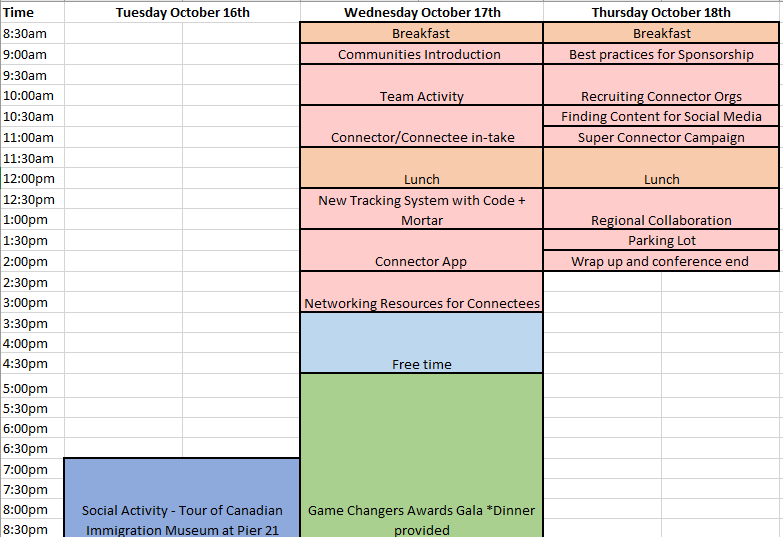 Time Tuesday October 16th Wednesday October 17th Thursday October 18th
8:30am Breakfast Breakfast
9:00am Communities Introduction Best practices for Sponsorship
9:30am
10:00am Team Activity Recruiting Connector Orgs
10:30am Finding Content for Social Media
11:00am Connector/Connectee in-take Super Connector Campaign
11:30am
12:00pm Lunch Lunch
12:30pm New Tracking System with Code +
1:00pm Mortar Regional Collaboration
1:30pm Parking Lot
2:00pm Connector App Wrap up and conference end
2:30pm
3:00pm Networking Resources for Connectees
3:30pm
4:00pm
4:30pm Free time
5:00pm
5:30pm
6:00pm
6:30pm
7:00pm
7:30pm
8:00pm Social Activity - Tour of Canadian Game Changers Awards Gala *Dinner
8:30pm Immigration Museum at Pier 21 provided